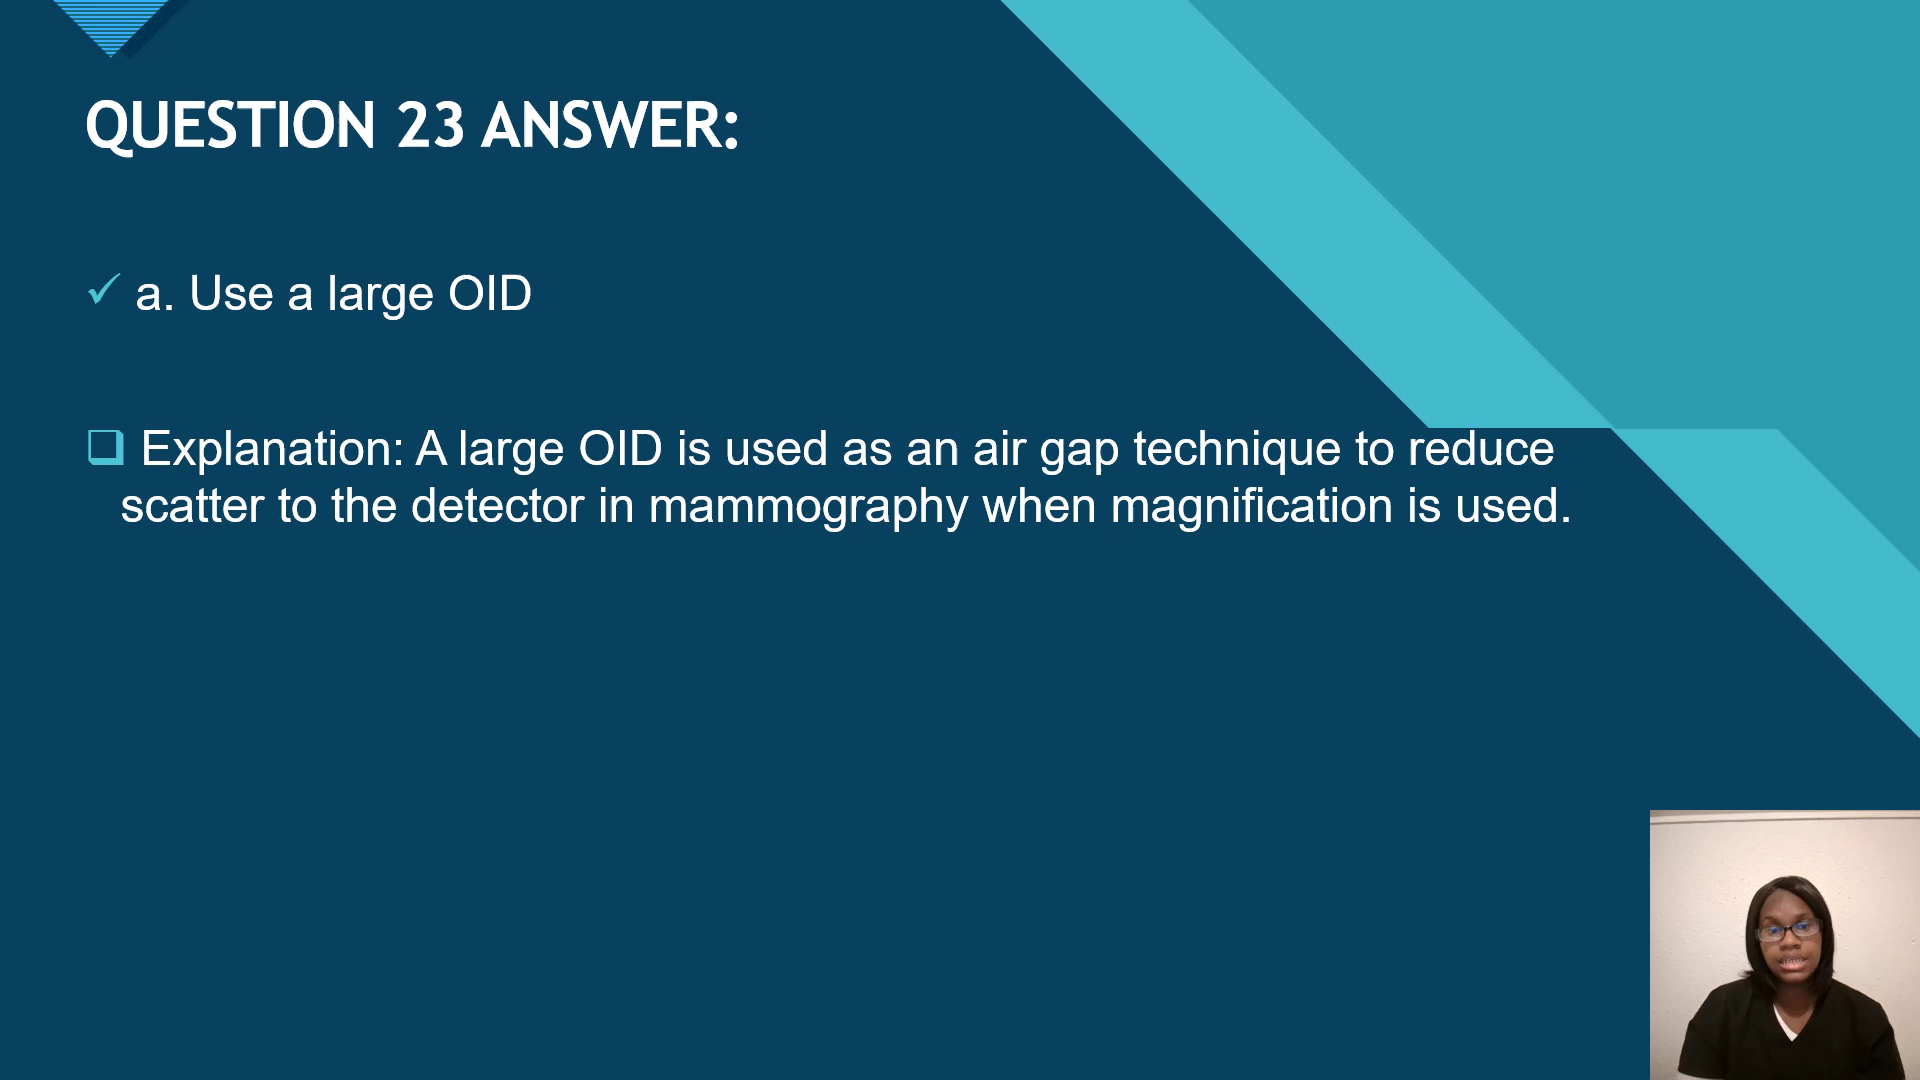 QUESTION 23 ANSWER:
✓ a. Use a large OID
❑ Explanation: A large OID is used as an air gap technique to reduce
scatter to the detector in mammography when magnification is used.